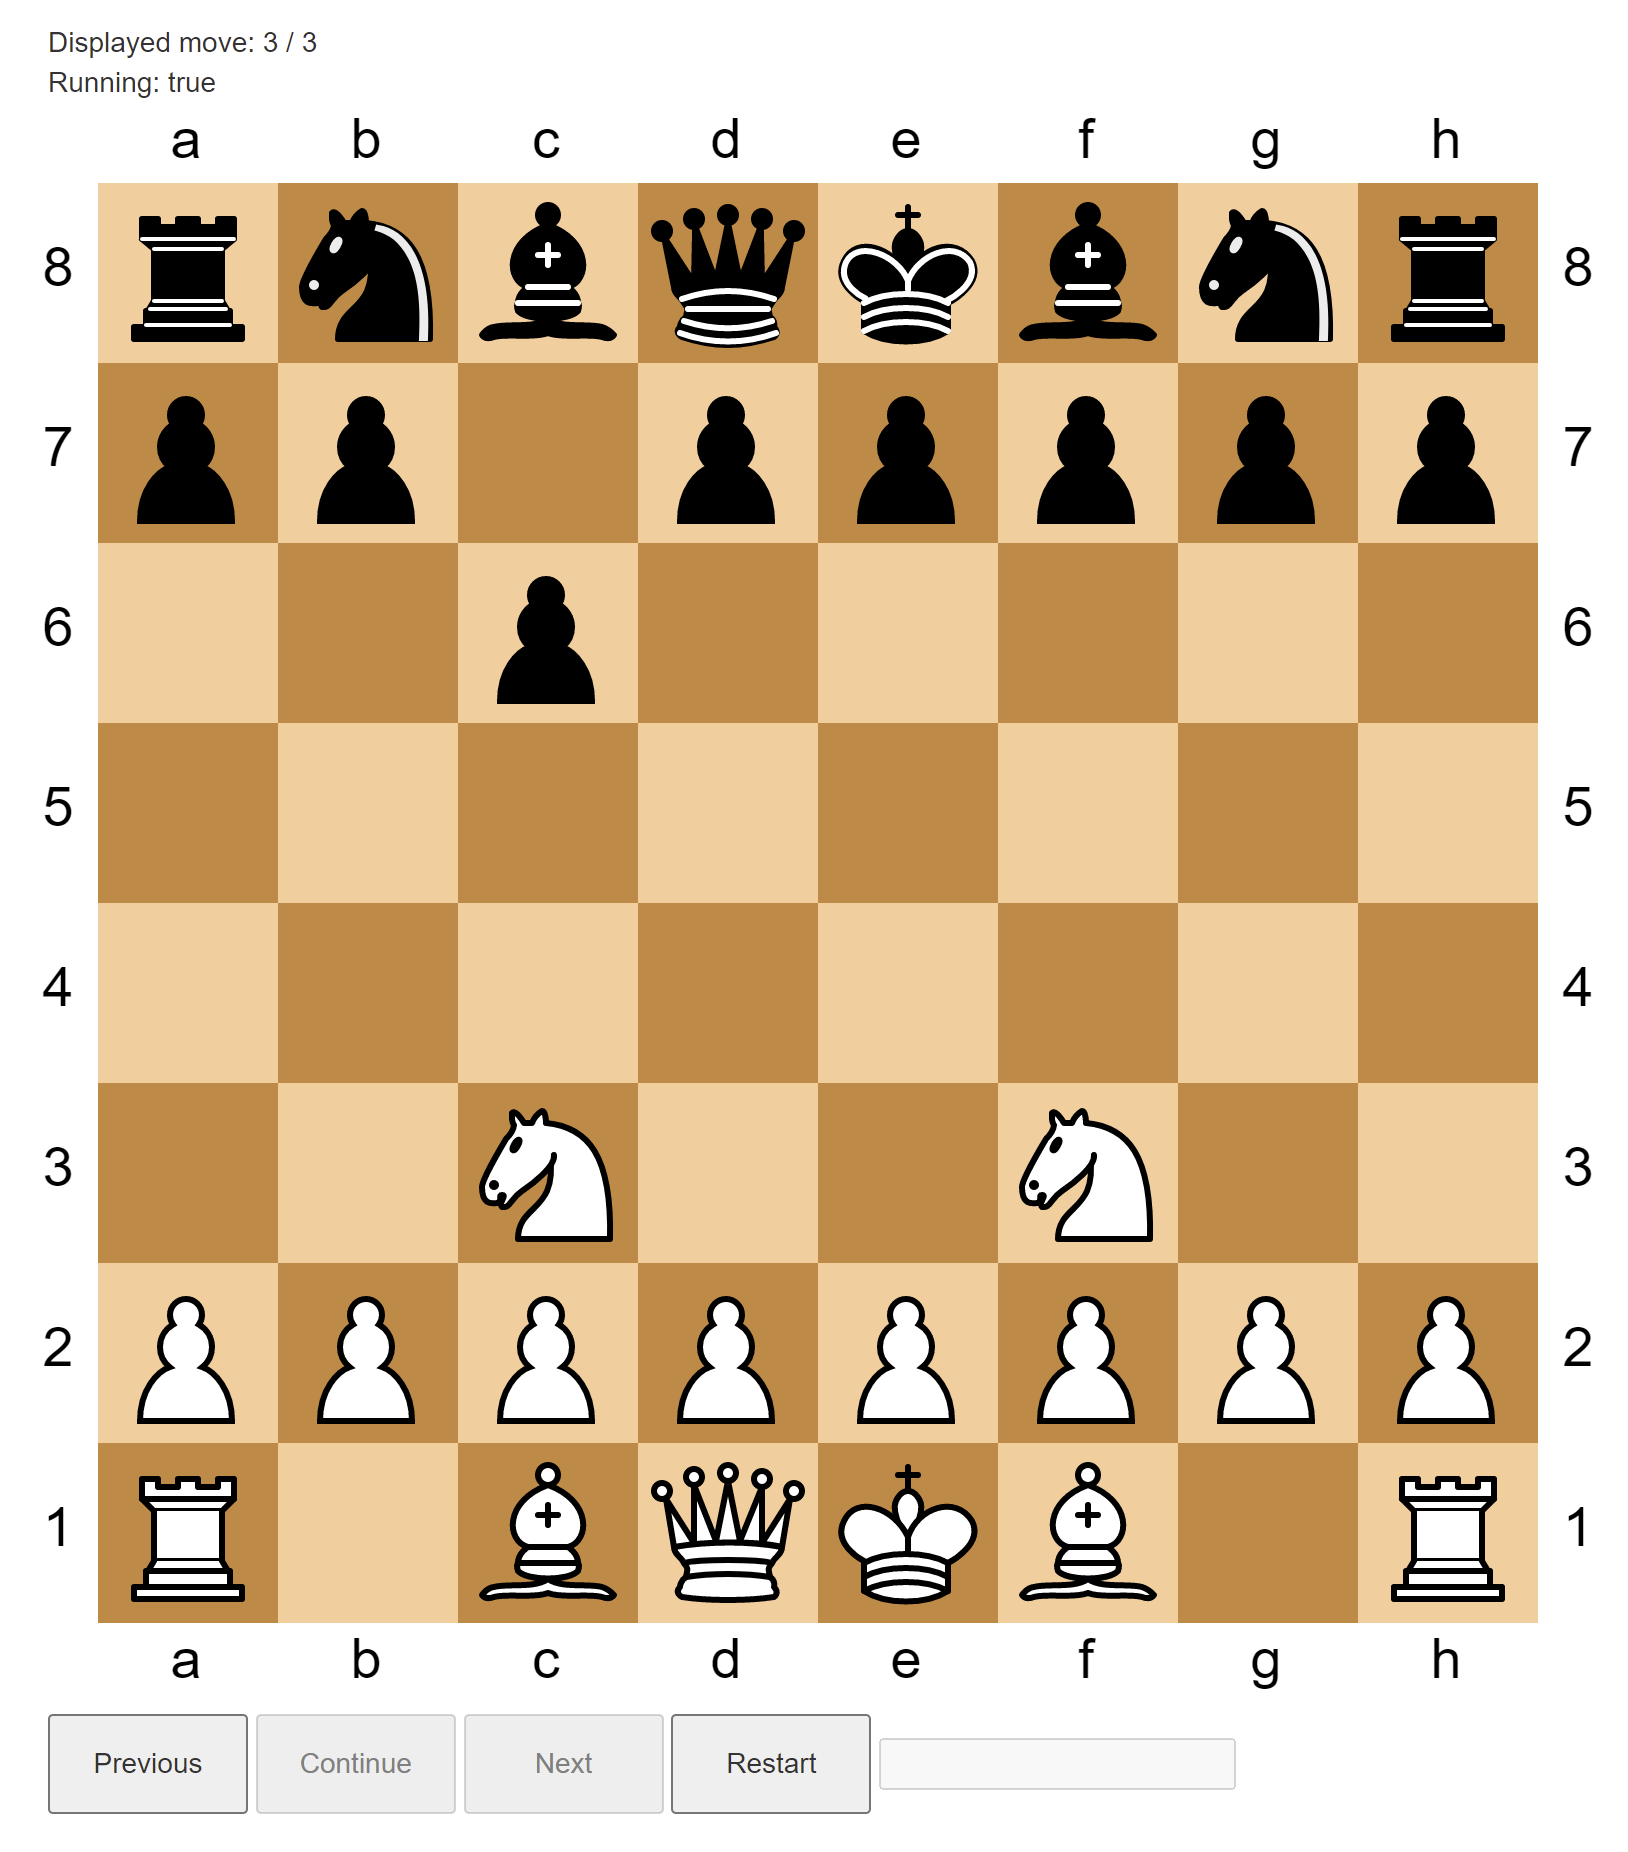 Displayed move: 3 / 3
Running: true
a b c d e f g h
8 8
7 7
6 6
5 5
4 4
3 3
2 2
1 1
a b c d e f g h
Previous Continue Next Restart